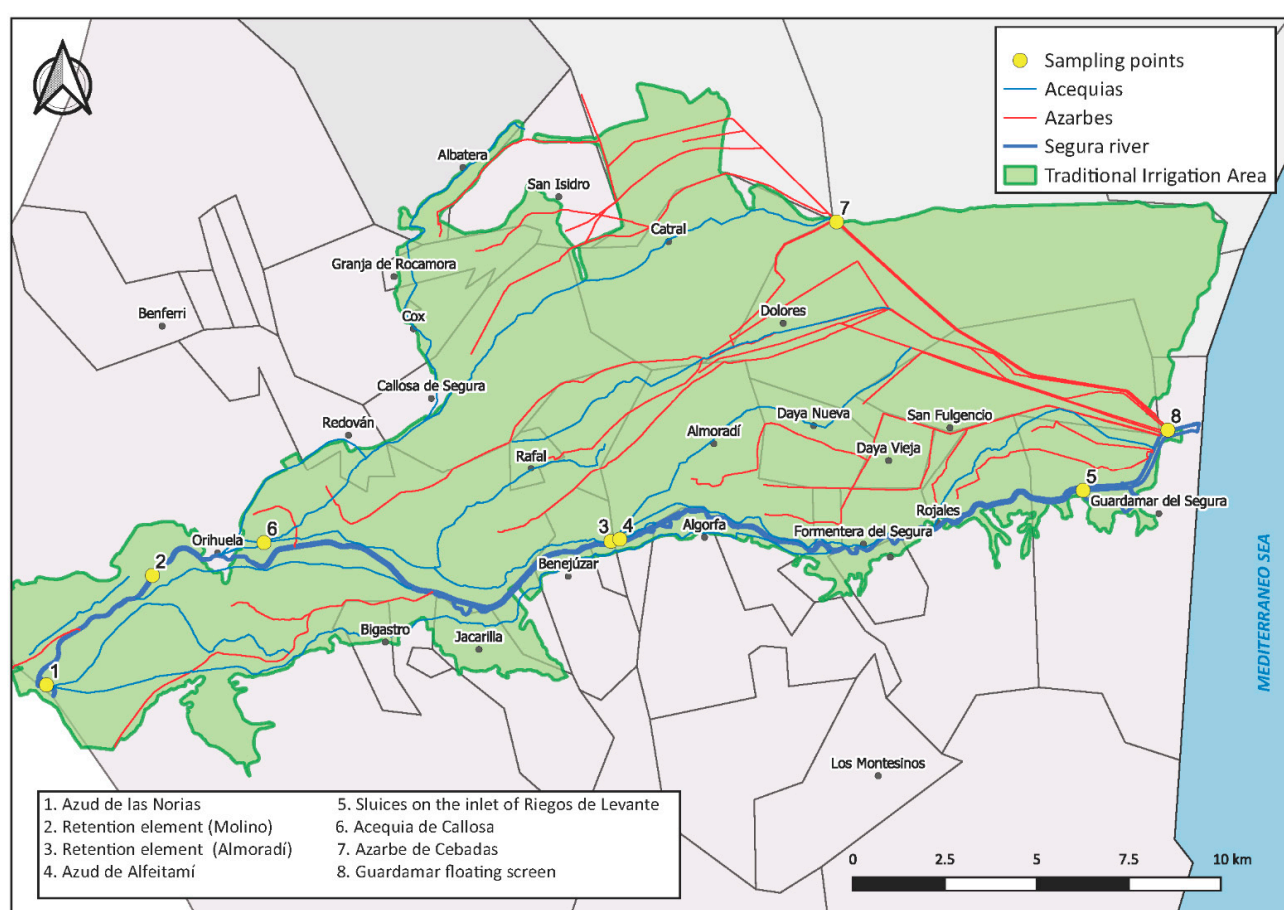 Sampling points
Acequias
Azarbes
Segura river
Traditional Irrigation Area
Albatera
San Isidro
7
Catral
Granja de Rocamora
Benferri
Cox
Dolores
Callosa de Segura
Redován
Daya Nueva
San Fulgencio
8
Almoradí
Daya Vieja
Rafal
5
Guardamar del Segura
Rojales
6
3
4
Orihuela
Algorfa
Formentera del Segura
2
Benejúzar
MEDITERRANEO SEA
Bigastro
Jacarilla
1
Los Montesinos
1. Azud de las Norias
2. Retention element (Molino)
3. Retention element (Almoradí)
4. Azud de Alfeitamí
5. Sluices on the inlet of Riegos de Levante
6. Acequia de Callosa
7. Azarbe de Cebadas
8. Guardamar floating screen
0 2.5 5 7.5 10 km